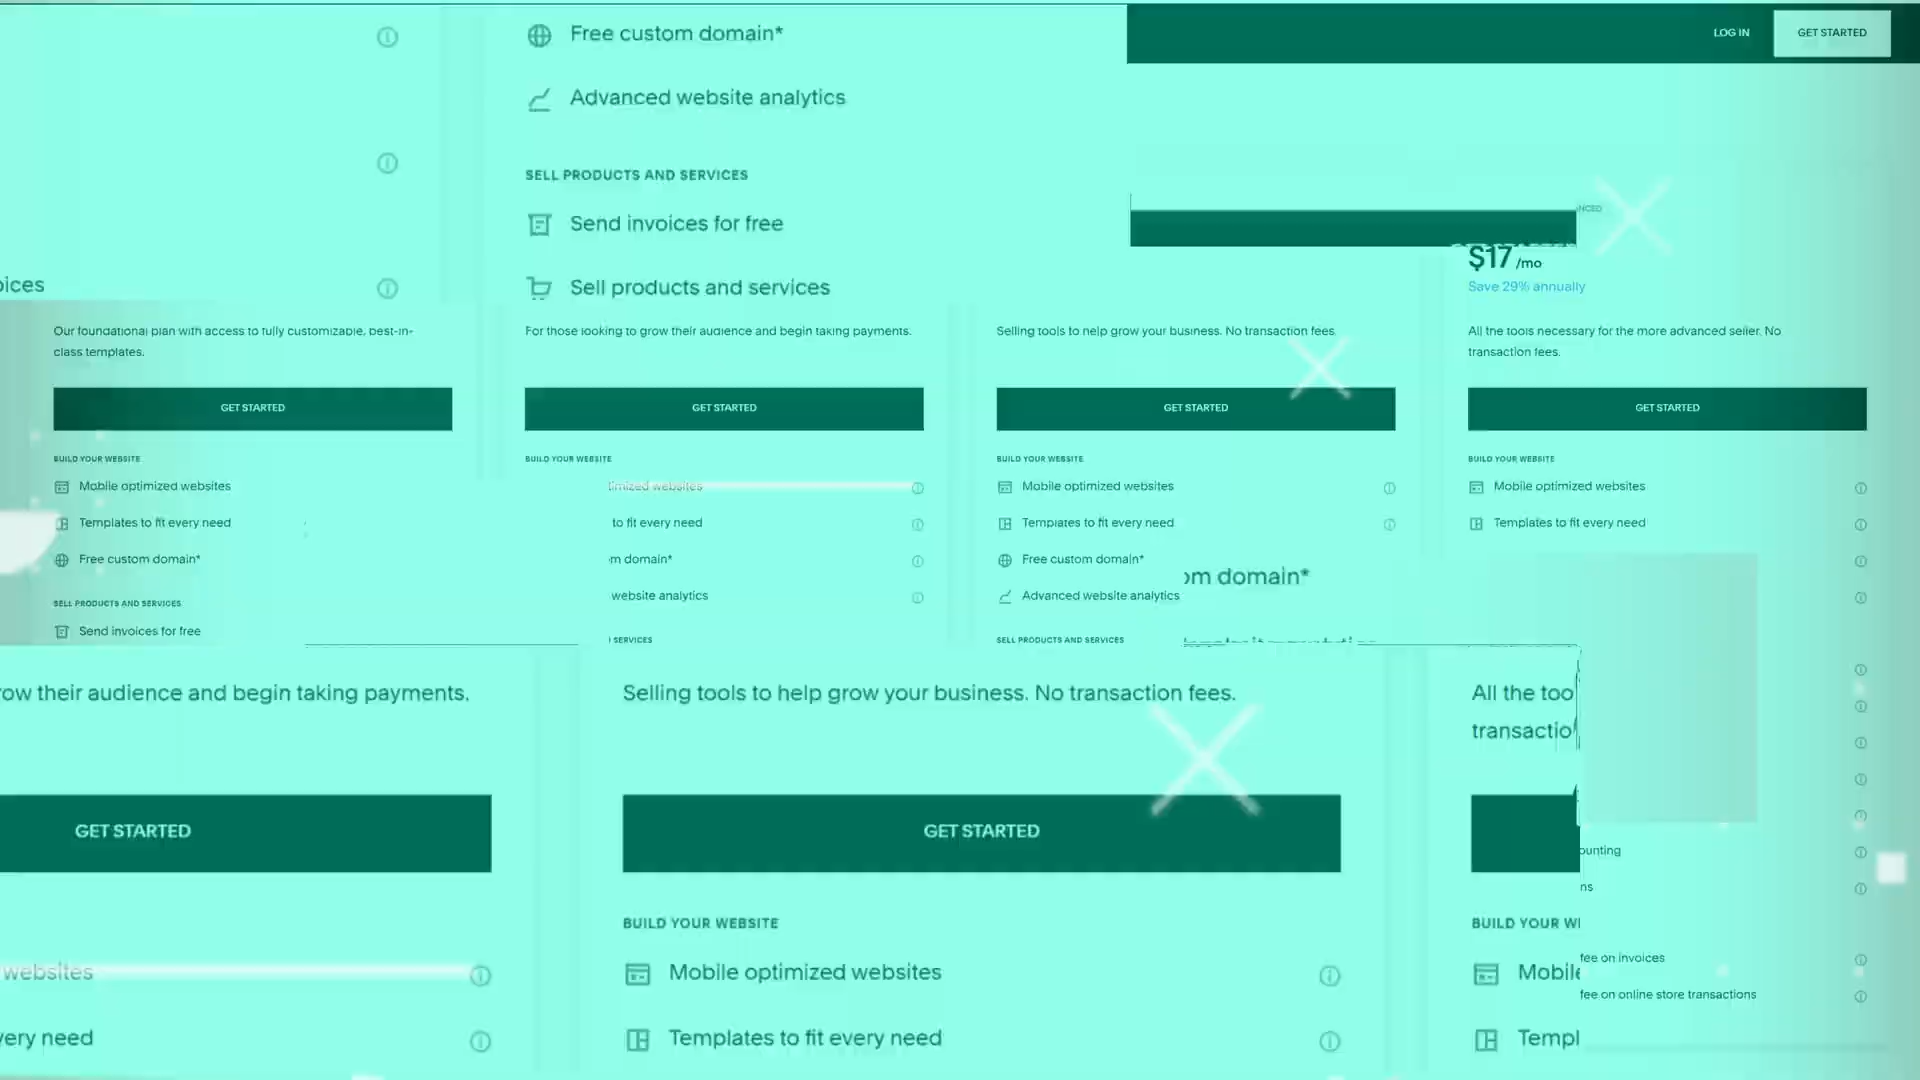 Free custom domain*
LOG IN
GET STARTED
Advanced website analytics
SELL PRODUCTS AND SERVICES
Send invoices for free
$17 /mo
Save 29% annually
Sell products and services
Our foundational plan with access to fully customizable, best-in-
class templates.
GET STARTED
BUILD YOUR WEBSITE
Mobile optimized websites
Templates to fit every need
Free custom domain*
SELL PRODUCTS AND SERVICES
Send invoices for free
For those looking to grow their audience and begin taking payments.
GET STARTED
BUILD YOUR WEBSITE
websites
to fit every need
domain*
website analytics
SERVICES
Selling tools to help grow your business. No transaction fees.
GET STARTED
BUILD YOUR WEBSITE
Mobile optimized websites
Templates to fit every need
Free custom domain*
Advanced website analytics
SELL PRODUCTS AND SERVICES
domain*
All the tools necessary for the more advanced seller. No
transaction fees.
GET STARTED
BUILD YOUR WEBSITE
Mobile optimized websites
Templates to fit every need
their audience and begin taking payments.
GET STARTED
websites
need
Selling tools to help grow your business. No transaction fees.
GET STARTED
BUILD YOUR WEBSITE
Mobile optimized websites
Templates to fit every need
All the
BUILD YOUR
fee on invoices
fee on online store transactions